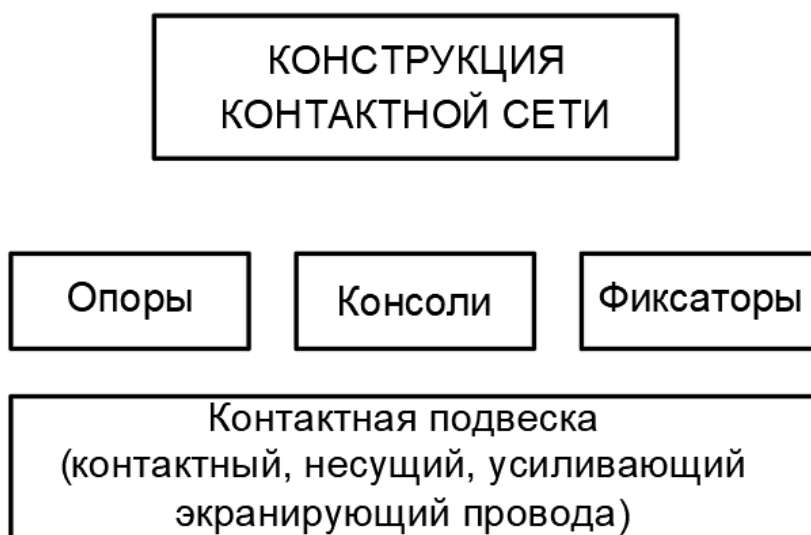 КОНСТРУКЦИЯ
КОНТАКТНОЙ СЕТИ
Опоры
Консоли
Фиксаторы
Контактная подвеска
(контактный, несущий, усиливающий
экранирующий провода)